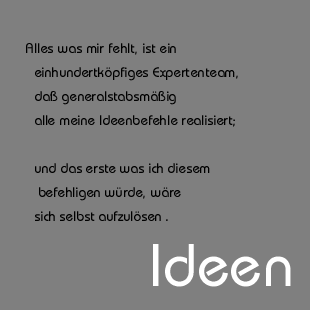 Alles was mir fehlt, ist ein
einhundertköpfiges Expertenteam,
daß generalstabsmäßig
alle meine Ideenbefehle realisiert;
und das erste was ich diesem
befehligen würde, wäre
sich selbst aufzulösen .
Ideen